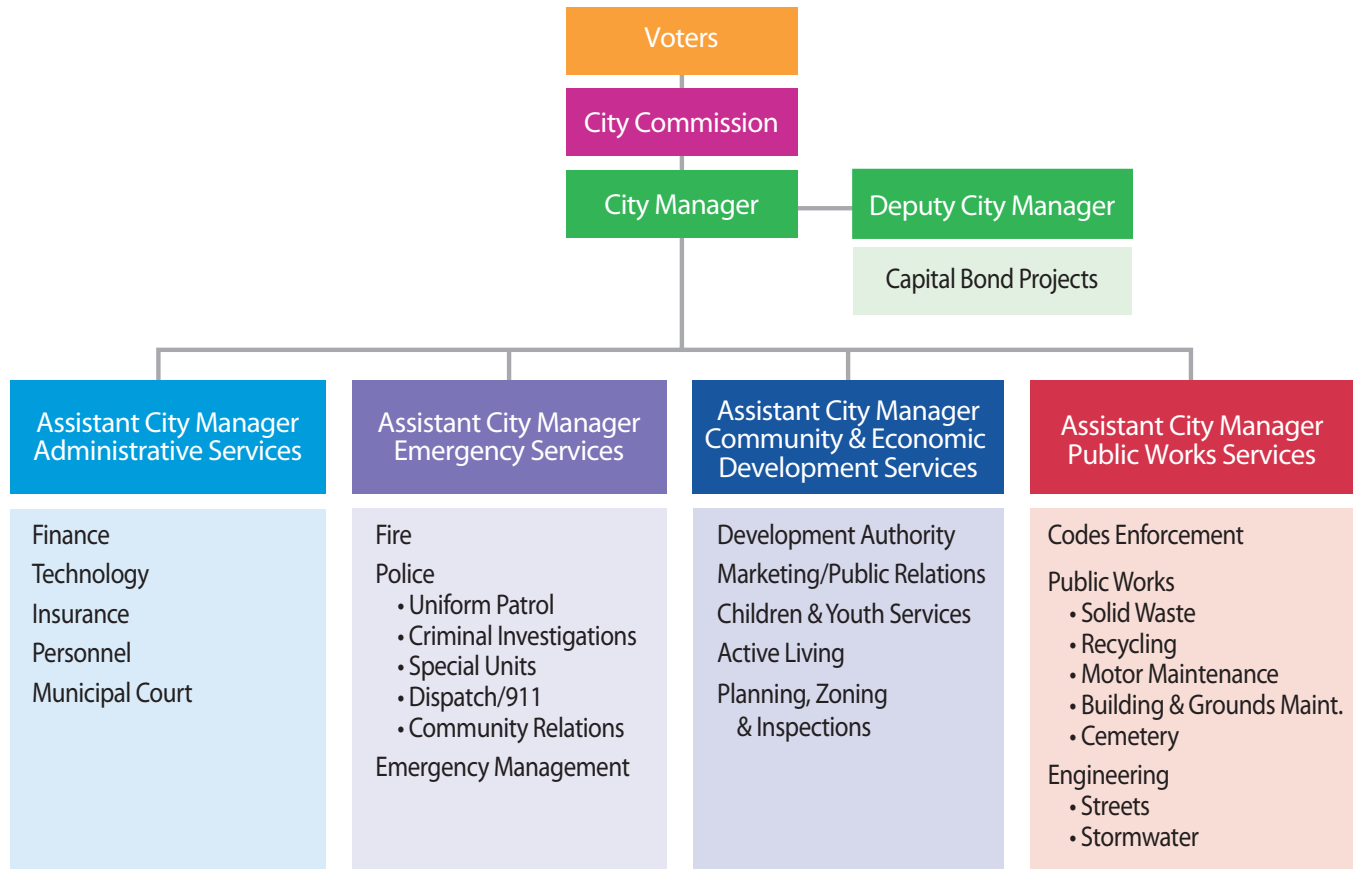 Voters
City Commission
City Manager
Deputy City Manager
Capital Bond Projects
Assistant City Manager
Administrative Services
Finance
Technology
Insurance
Personnel
Municipal Court
Assistant City Manager
Emergency Services
Fire
Police
• Uniform Patrol
• Criminal Investigations
• Special Units
• Dispatch/911
• Community Relations
Emergency Management
Assistant City Manager
Community & Economic
Development Services
Development Authority
Marketing/Public Relations
Children & Youth Services
Active Living
Planning, Zoning
& Inspections
Assistant City Manager
Public Works Services
Codes Enforcement
Public Works
• Solid Waste
• Recycling
• Motor Maintenance
• Building & Grounds Maint.
• Cemetery
Engineering
• Streets
• Stormwater